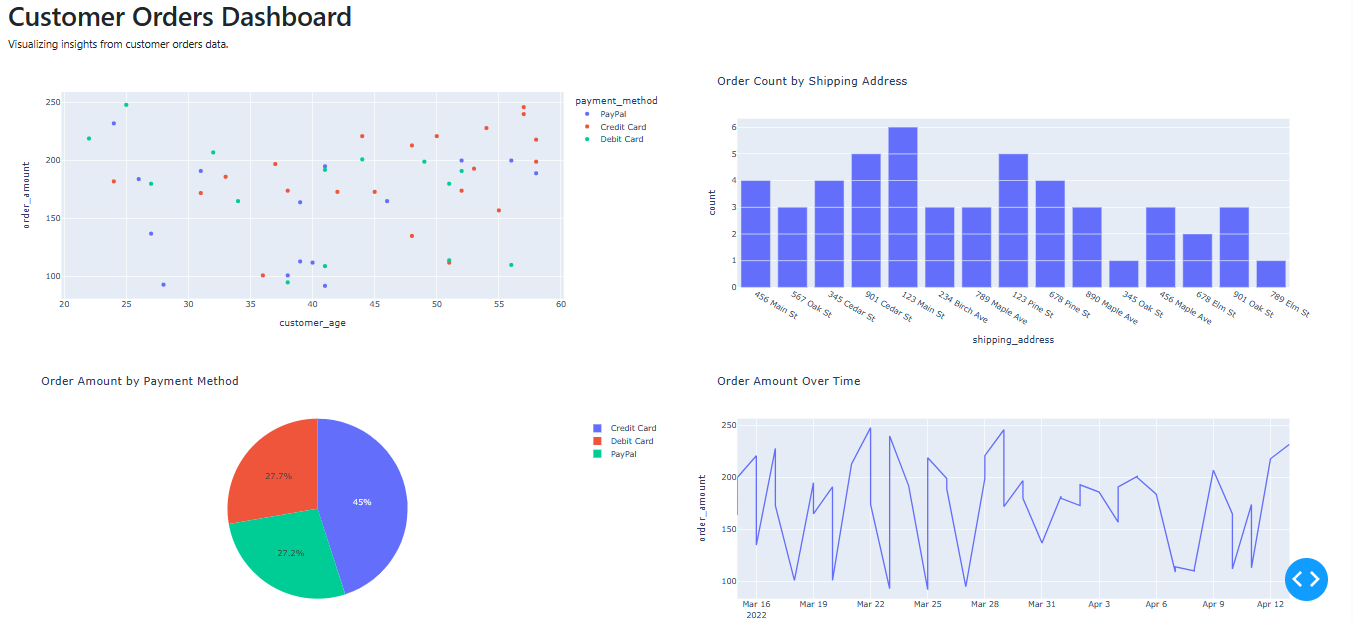 Customer Orders Dashboard
Visualizing insights from customer orders data.
payment_method
PayPal
Credit Card
Debit Card
250
200
150
100
order_amount
20 25 30 35 40 45 50 55 60
customer_age
Order Count by Shipping Address
6
5
4
3
2
1
0
count
456 Main St
567 Oak St
345 Cedar St
901 Cedar St
123 Main St
234 Birch Ave
789 Maple Ave
123 Pine St
678 Pine St
890 Maple Ave
345 Oak St
456 Maple Ave
678 Elm St
901 Oak St
789 Elm St
shipping_address
Order Amount by Payment Method
Credit Card
Debit Card
PayPal
27.7%
45%
27.2%
Order Amount Over Time
250
200
150
100
order_amount
Mar 16 Mar 19 Mar 22 Mar 25 Mar 28 Mar 31 Apr 3 Apr 6 Apr 9 Apr 12
2022